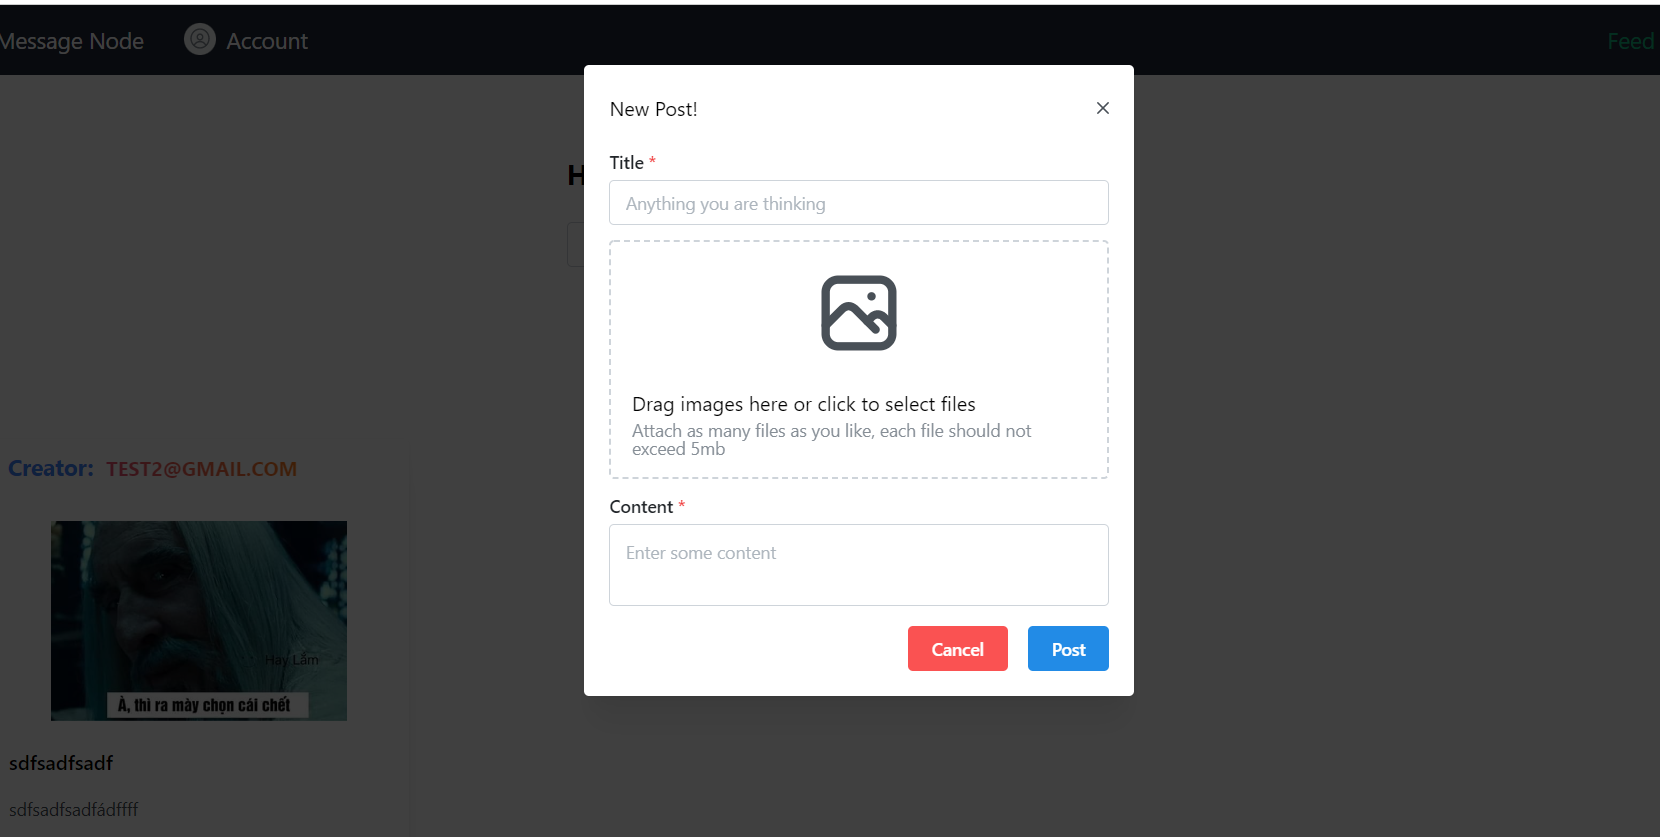 Message Node
Account
Feed
New Post!
Title *
Anything you are thinking
Drag images here or click to select files
Attach as many files as you like, each file should not
exceed 5mb
Content *
Enter some content
Cancel
Post
Creator: TEST2@GMAIL.COM
Hay Lắm
À, thì ra mày chọn cái chết
sdfsadfsadf
sdfsadfsadfádffff